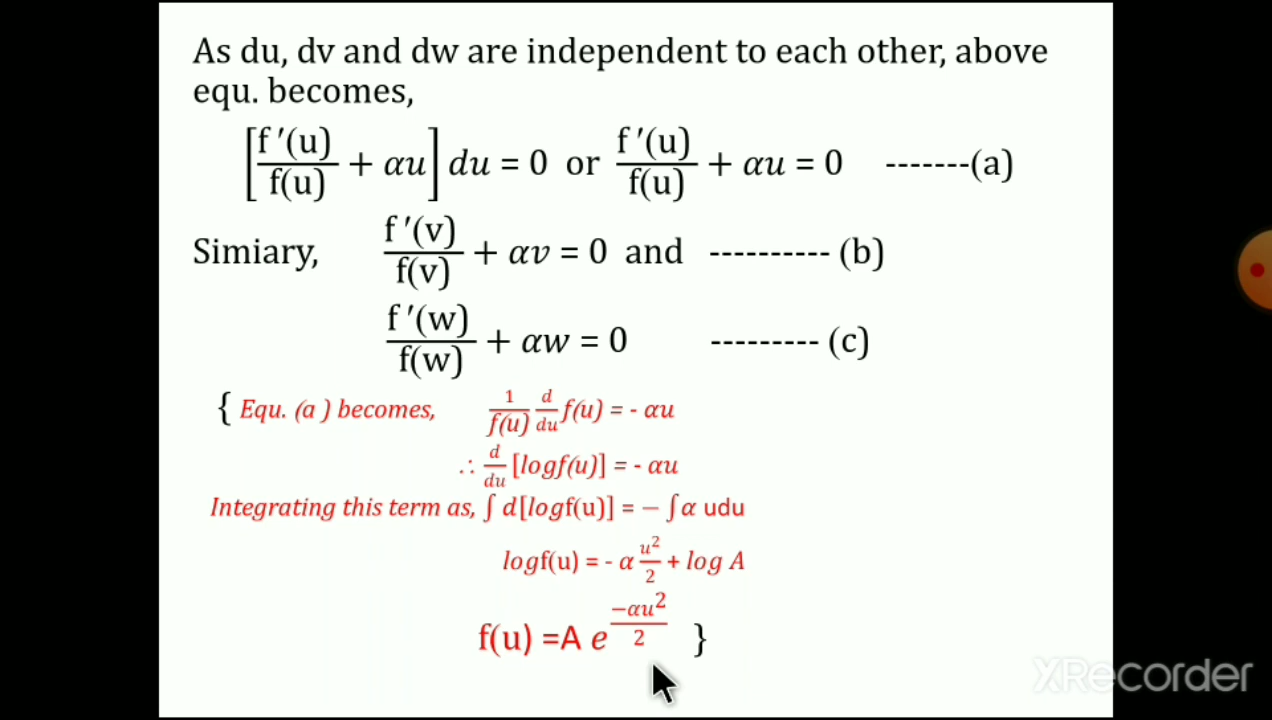 As du, dv and dw are independent to each other, above
equ. becomes,
[f ′(u)/f(u) + αu] du = 0 or f ′(u)/f(u) + αu = 0 -------(a)
Simiary, f ′(v)/f(v) + αv = 0 and ---------- (b)
f ′(w)/f(w) + αw = 0 --------- (c)
{ Equ. (a ) becomes, 1/f(u) d/du f(u) = - αu
∴ d/du [logf(u)] = - αu
Integrating this term as, ∫ d[logf(u)] = − ∫ α udu
logf(u) = - α u²/2 + log A
f(u) =A e^(−αu²/2) }
XRecorder